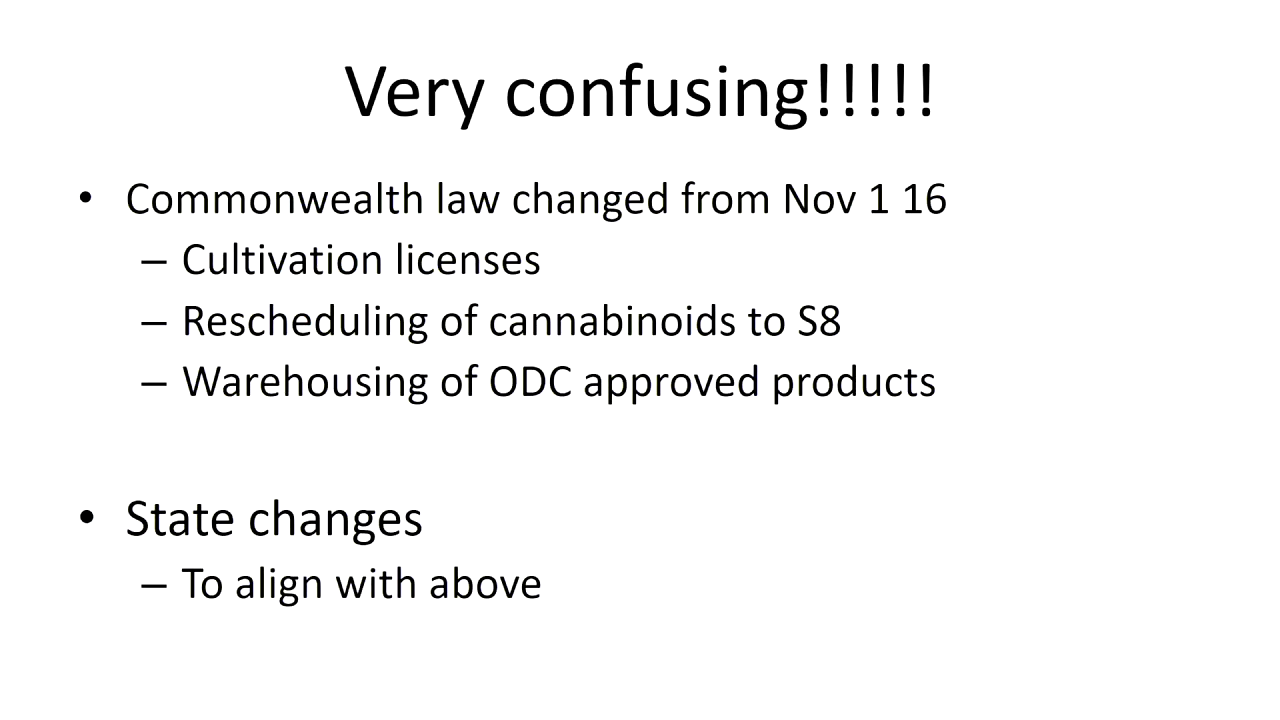 Very confusing!!!!!
• Commonwealth law changed from Nov 1 16
– Cultivation licenses
– Rescheduling of cannabinoids to S8
– Warehousing of ODC approved products
• State changes
– To align with above